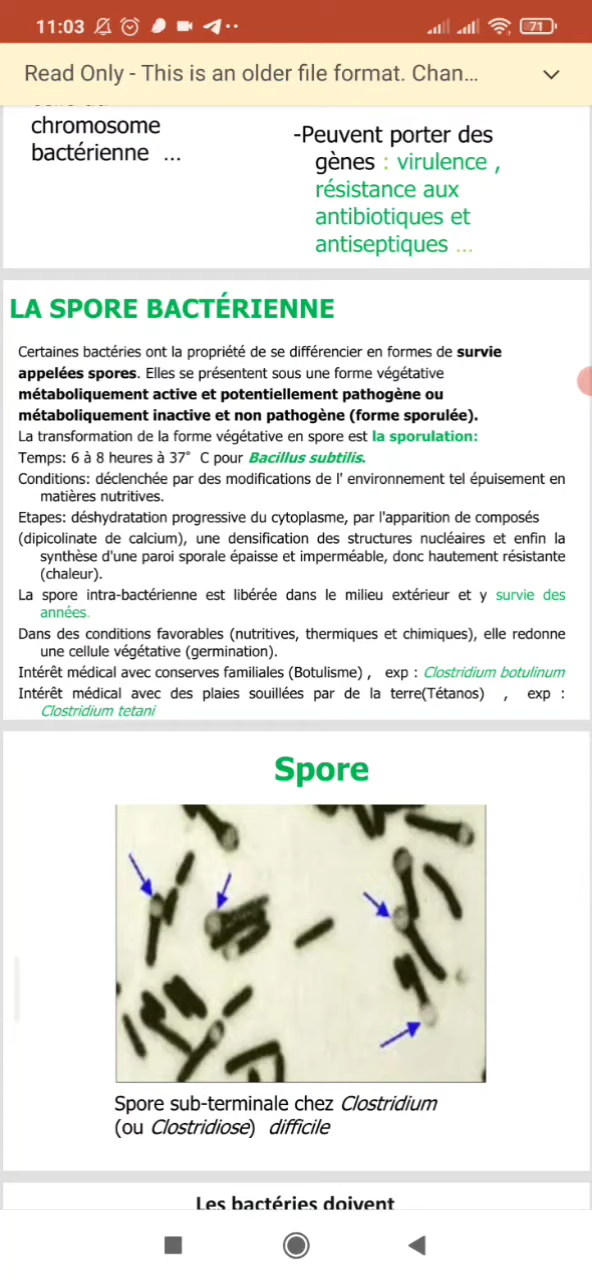 11:03
71
Read Only - This is an older file format. Chan...
chromosome
bactérienne ...
-Peuvent porter des
gènes : virulence ,
résistance aux
antibiotiques et
antiseptiques ...
LA SPORE BACTÉRIENNE
Certaines bactéries ont la propriété de se différencier en formes de survie
appelées spores. Elles se présentent sous une forme végétative
métaboliquement active et potentiellement pathogène ou
métaboliquement inactive et non pathogène (forme sporulée).
La transformation de la forme végétative en spore est la sporulation:
Temps: 6 à 8 heures à 37° C pour Bacillus subtilis.
Conditions: déclenchée par des modifications de l' environnement tel épuisement en
matières nutritives.
Etapes: déshydratation progressive du cytoplasme, par l'apparition de composés
(dipicolinate de calcium), une densification des structures nucléaires et enfin la
synthèse d'une paroi sporale épaisse et imperméable, donc hautement résistante
(chaleur).
La spore intra-bactérienne est libérée dans le milieu extérieur et y survie des
années.
Dans des conditions favorables (nutritives, thermiques et chimiques), elle redonne
une cellule végétative (germination).
Intérêt médical avec conserves familiales (Botulisme) , exp : Clostridium botulinum
Intérêt médical avec des plaies souillées par de la terre(Tétanos) , exp :
Clostridium tetani
Spore
Spore sub-terminale chez Clostridium
(ou Clostridiose) difficile
Les bactéries doivent